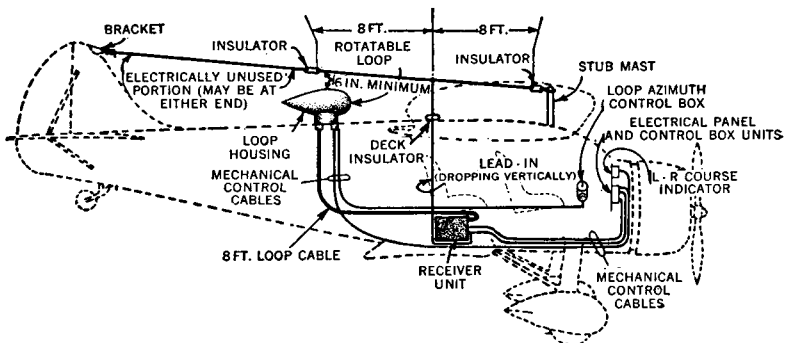 8 FT.
8 FT.
BRACKET
INSULATOR
ROTATABLE
LOOP
INSULATOR
STUB MAST
LOOP AZIMUTH
CONTROL BOX
ELECTRICALLY UNUSED
PORTION (MAY BE AT
EITHER END)
6 IN. MINIMUM
ELECTRICAL PANEL
AND CONTROL BOX UNITS
LOOP
HOUSING
DECK
INSULATOR
LEAD-IN
(DROPPING VERTICALLY)
L-R COURSE
INDICATOR
MECHANICAL
CONTROL
CABLES
8 FT. LOOP CABLE
RECEIVER
UNIT
MECHANICAL
CONTROL
CABLES